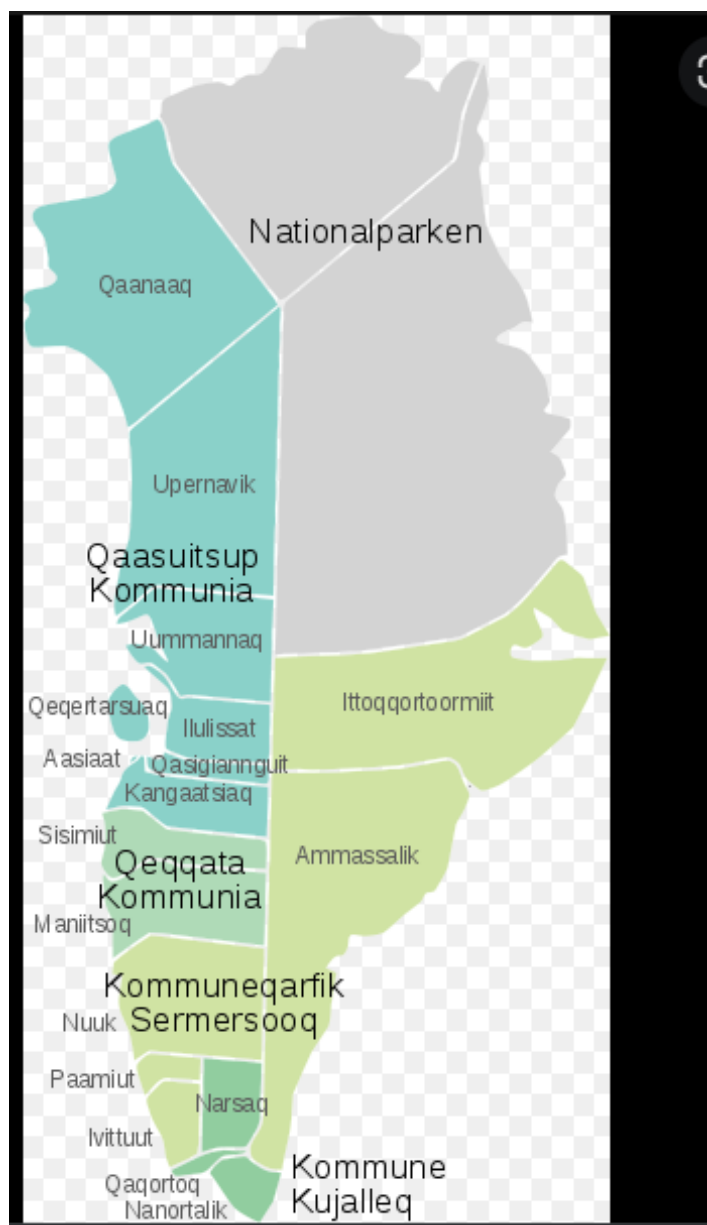 Nationalparken
Qaanaaq
Upernavik
Qaasuitsup
Kommunia
Uummannaq
Qeqertarsuaq
Ittoqqortoormiit
Ilulissat
Aasiaat
Qasigiannguit
Kangaatsiaq
Sisimiut
Ammassalik
Qeqqata
Kommunia
Maniitsoq
Kommuneqarfik
Sermersooq
Nuuk
Paamiut
Narsaq
Ivittuut
Kommune
Kujalleq
Qaqortoq
Nanortalik